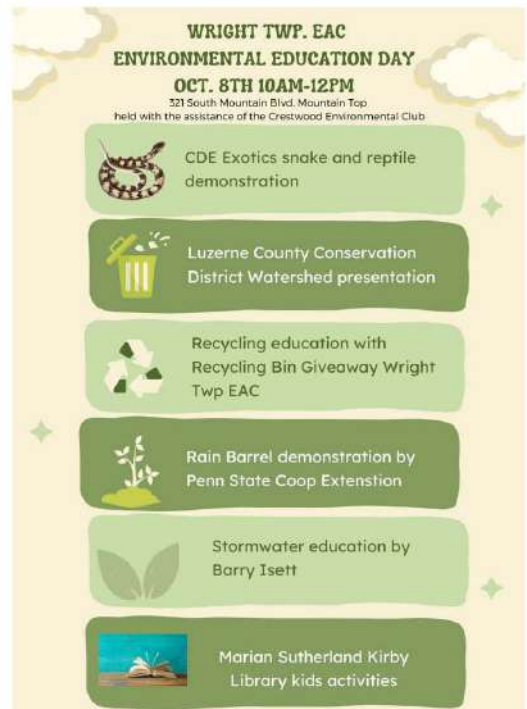 WRIGHT TWP. EAC
ENVIRONMENTAL EDUCATION DAY
OCT. 8TH 10AM-12PM
321 South Mountain Blvd. Mountain Top
held with the assistance of the Crestwood Environmental Club
CDE Exotics snake and reptile
demonstration
Luzerne County Conservation
District Watershed presentation
Recycling education with
Recycling Bin Giveaway Wright
Twp EAC
Rain Barrel demonstration by
Penn State Coop Extenstion
Stormwater education by
Barry Isett
Marian Sutherland Kirby
Library kids activities